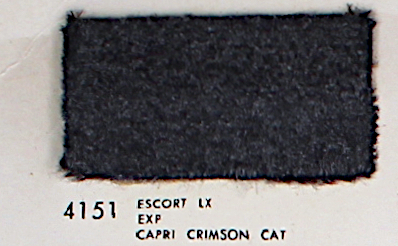 4151 ESCORT LX
EXP
CAPRI CRIMSON CAT